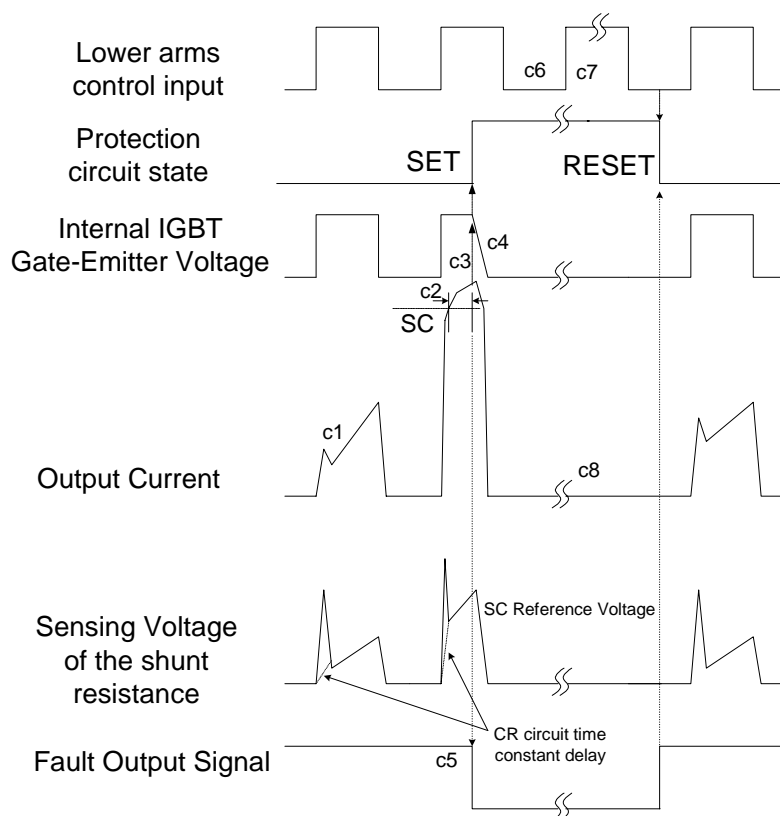 Lower arms
control input
c6
c7
Protection
circuit state
SET
RESET
Internal IGBT
Gate-Emitter Voltage
c4
c3
c2
SC
c1
Output Current
c8
SC Reference Voltage
Sensing Voltage
of the shunt
resistance
CR circuit time
constant delay
Fault Output Signal
c5